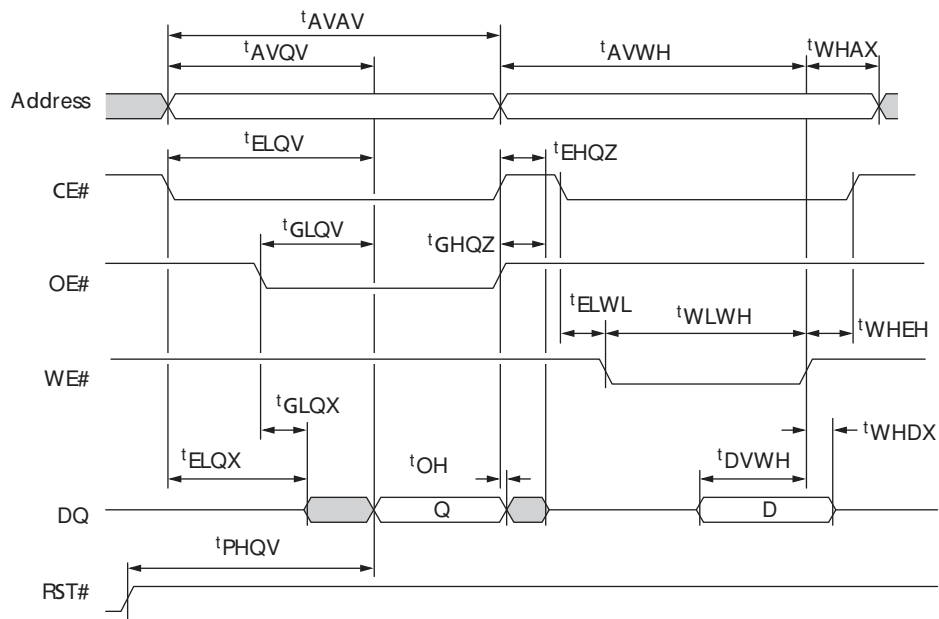 tAVAV
tAVQV tAVWH tWHAX
Address
tELQV tEHQZ
CE#
tGLQV tGHQZ
OE#
tELWL tWLWH tWHEH
WE#
tGLQX tWHDX
tELQX tOH tDVWH
DQ Q D
tPHQV
RST#